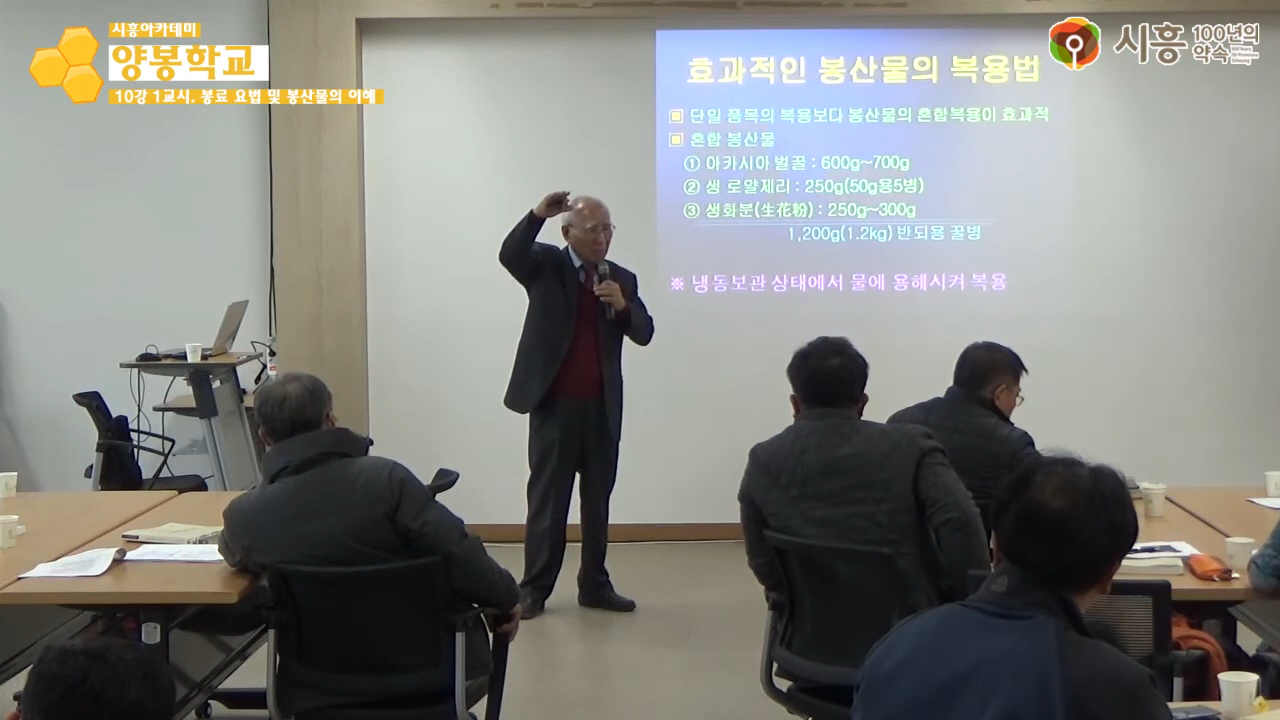 시흥아카데미
양봉학교
10강 1교시. 봉료 요법 및 봉산물의 이해
시흥 100년의 약속
효과적인 봉산물의 복용법
▣ 단일 품목의 복용보다 봉산물의 혼합복용이 효과적
▣ 혼합 봉산물
① 아카시아 벌꿀 : 600g~700g
② 생 로얄제리 : 250g(50g용5병)
③ 생화분(生花粉) : 250g~300g
1,200g(1.2kg) 반되용 꿀병
※ 냉동보관 상태에서 물에 용해시켜 복용